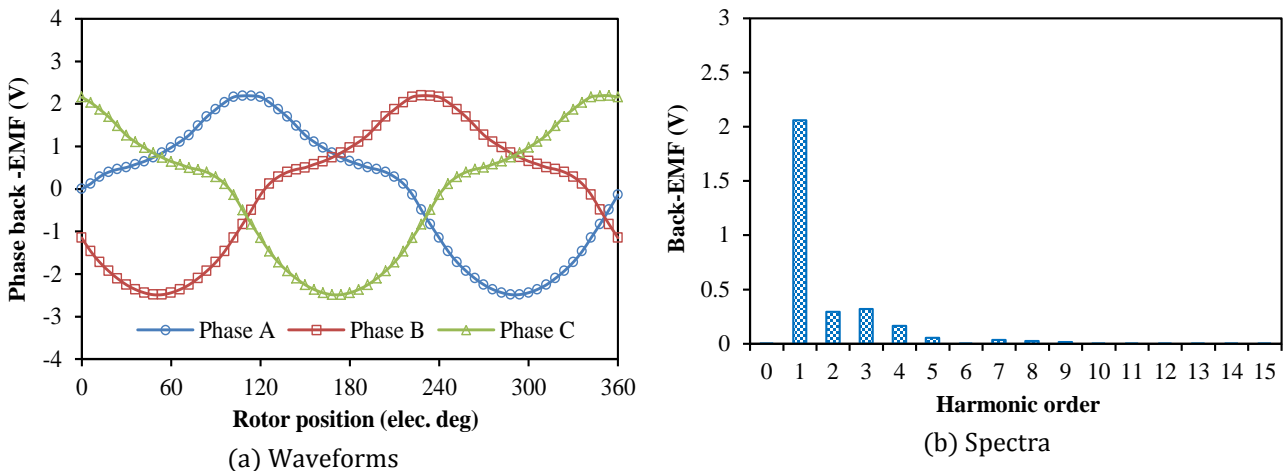 4
3
2
1
0
-1
-2
-3
-4
Phase back -EMF (V)
Phase A Phase B Phase C
0 60 120 180 240 300 360
Rotor position (elec. deg)
(a) Waveforms
3
2.5
2
1.5
1
0.5
0
Back-EMF (V)
0 1 2 3 4 5 6 7 8 9 10 11 12 13 14 15
Harmonic order
(b) Spectra